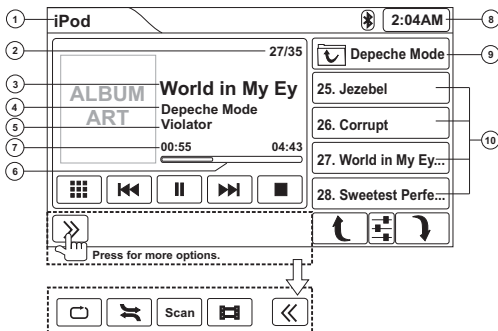 1
iPod
2:04AM
8
2
27/35
Depeche Mode
9
3
World in My Ey
25. Jezebel
ALBUM
ART
4
Depeche Mode
5
Violator
26. Corrupt
10
7
00:55
04:43
27. World in My Ey...
6
28. Sweetest Perfe...
Press for more options.
Scan